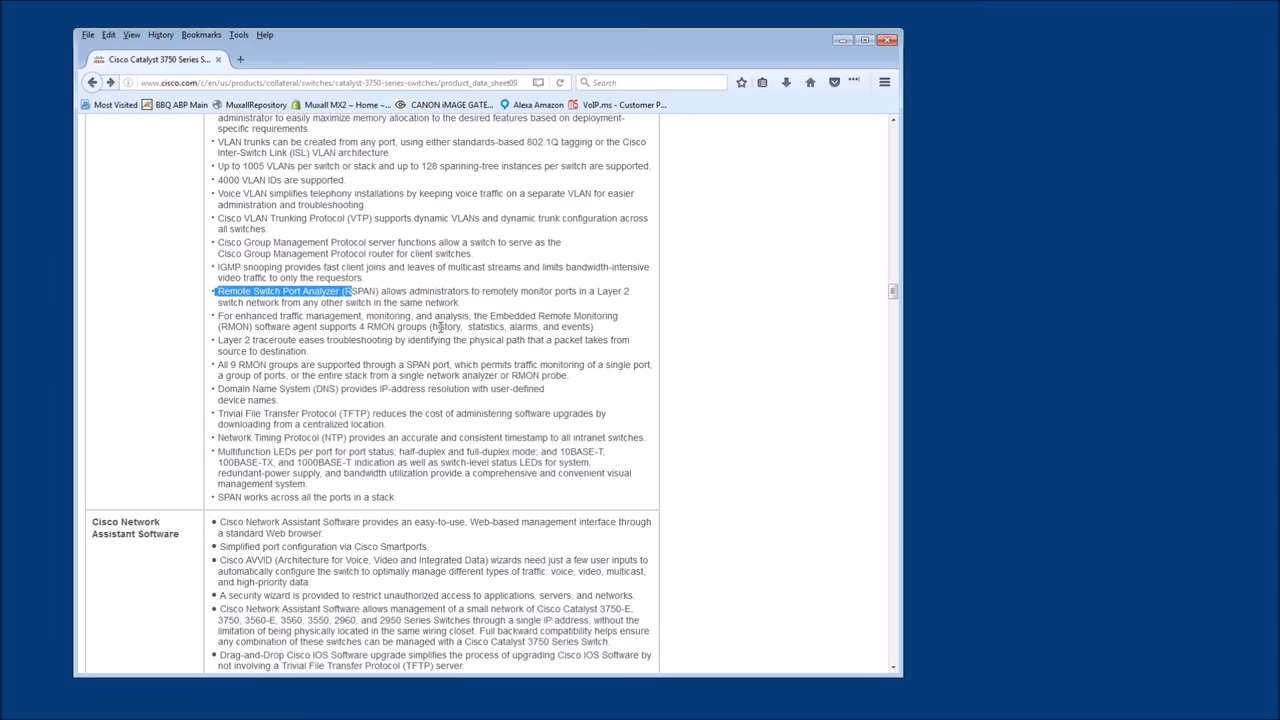 File Edit View History Bookmarks Tools Help
Cisco Catalyst 3750 Series S...
www.cisco.com/c/en/us/products/collateral/switches/catalyst-3750-series-switches/product_data_sheet09
Search
Most Visited BBQ ABP Main MuxallRepository Muxall MX2 ~ Home ~... CANON iMAGE GATE... Alexa Amazon VoIP.ms - Customer P...
administrator to easily maximize memory allocation to the desired features based on deployment-
specific requirements.
• VLAN trunks can be created from any port, using either standards-based 802.1Q tagging or the Cisco
Inter-Switch Link (ISL) VLAN architecture.
• Up to 1005 VLANs per switch or stack and up to 128 spanning-tree instances per switch are supported.
• 4000 VLAN IDs are supported.
• Voice VLAN simplifies telephony installations by keeping voice traffic on a separate VLAN for easier
administration and troubleshooting.
• Cisco VLAN Trunking Protocol (VTP) supports dynamic VLANs and dynamic trunk configuration across
all switches.
• Cisco Group Management Protocol server functions allow a switch to serve as the
Cisco Group Management Protocol router for client switches.
• IGMP snooping provides fast client joins and leaves of multicast streams and limits bandwidth-intensive
video traffic to only the requestors.
• Remote Switch Port Analyzer (RSPAN) allows administrators to remotely monitor ports in a Layer 2
switch network from any other switch in the same network.
• For enhanced traffic management, monitoring, and analysis, the Embedded Remote Monitoring
(RMON) software agent supports 4 RMON groups (history, statistics, alarms, and events).
• Layer 2 traceroute eases troubleshooting by identifying the physical path that a packet takes from
source to destination.
• All 9 RMON groups are supported through a SPAN port, which permits traffic monitoring of a single port,
a group of ports, or the entire stack from a single network analyzer or RMON probe.
• Domain Name System (DNS) provides IP-address resolution with user-defined
device names.
• Trivial File Transfer Protocol (TFTP) reduces the cost of administering software upgrades by
downloading from a centralized location.
• Network Timing Protocol (NTP) provides an accurate and consistent timestamp to all intranet switches.
• Multifunction LEDs per port for port status; half-duplex and full-duplex mode; and 10BASE-T,
100BASE-TX, and 1000BASE-T indication as well as switch-level status LEDs for system,
redundant-power supply, and bandwidth utilization provide a comprehensive and convenient visual
management system.
• SPAN works across all the ports in a stack.
Cisco Network
Assistant Software
• Cisco Network Assistant Software provides an easy-to-use, Web-based management interface through
a standard Web browser.
• Simplified port configuration via Cisco Smartports.
• Cisco AVVID (Architecture for Voice, Video and Integrated Data) wizards need just a few user inputs to
automatically configure the switch to optimally manage different types of traffic: voice, video, multicast,
and high-priority data.
• A security wizard is provided to restrict unauthorized access to applications, servers, and networks.
• Cisco Network Assistant Software allows management of a small network of Cisco Catalyst 3750-E,
3750, 3560-E, 3560, 3550, 2960, and 2950 Series Switches through a single IP address, without the
limitation of being physically located in the same wiring closet. Full backward compatibility helps ensure
any combination of these switches can be managed with a Cisco Catalyst 3750 Series Switch.
• Drag-and-Drop Cisco IOS Software upgrade simplifies the process of upgrading Cisco IOS Software by
not involving a Trivial File Transfer Protocol (TFTP) server.